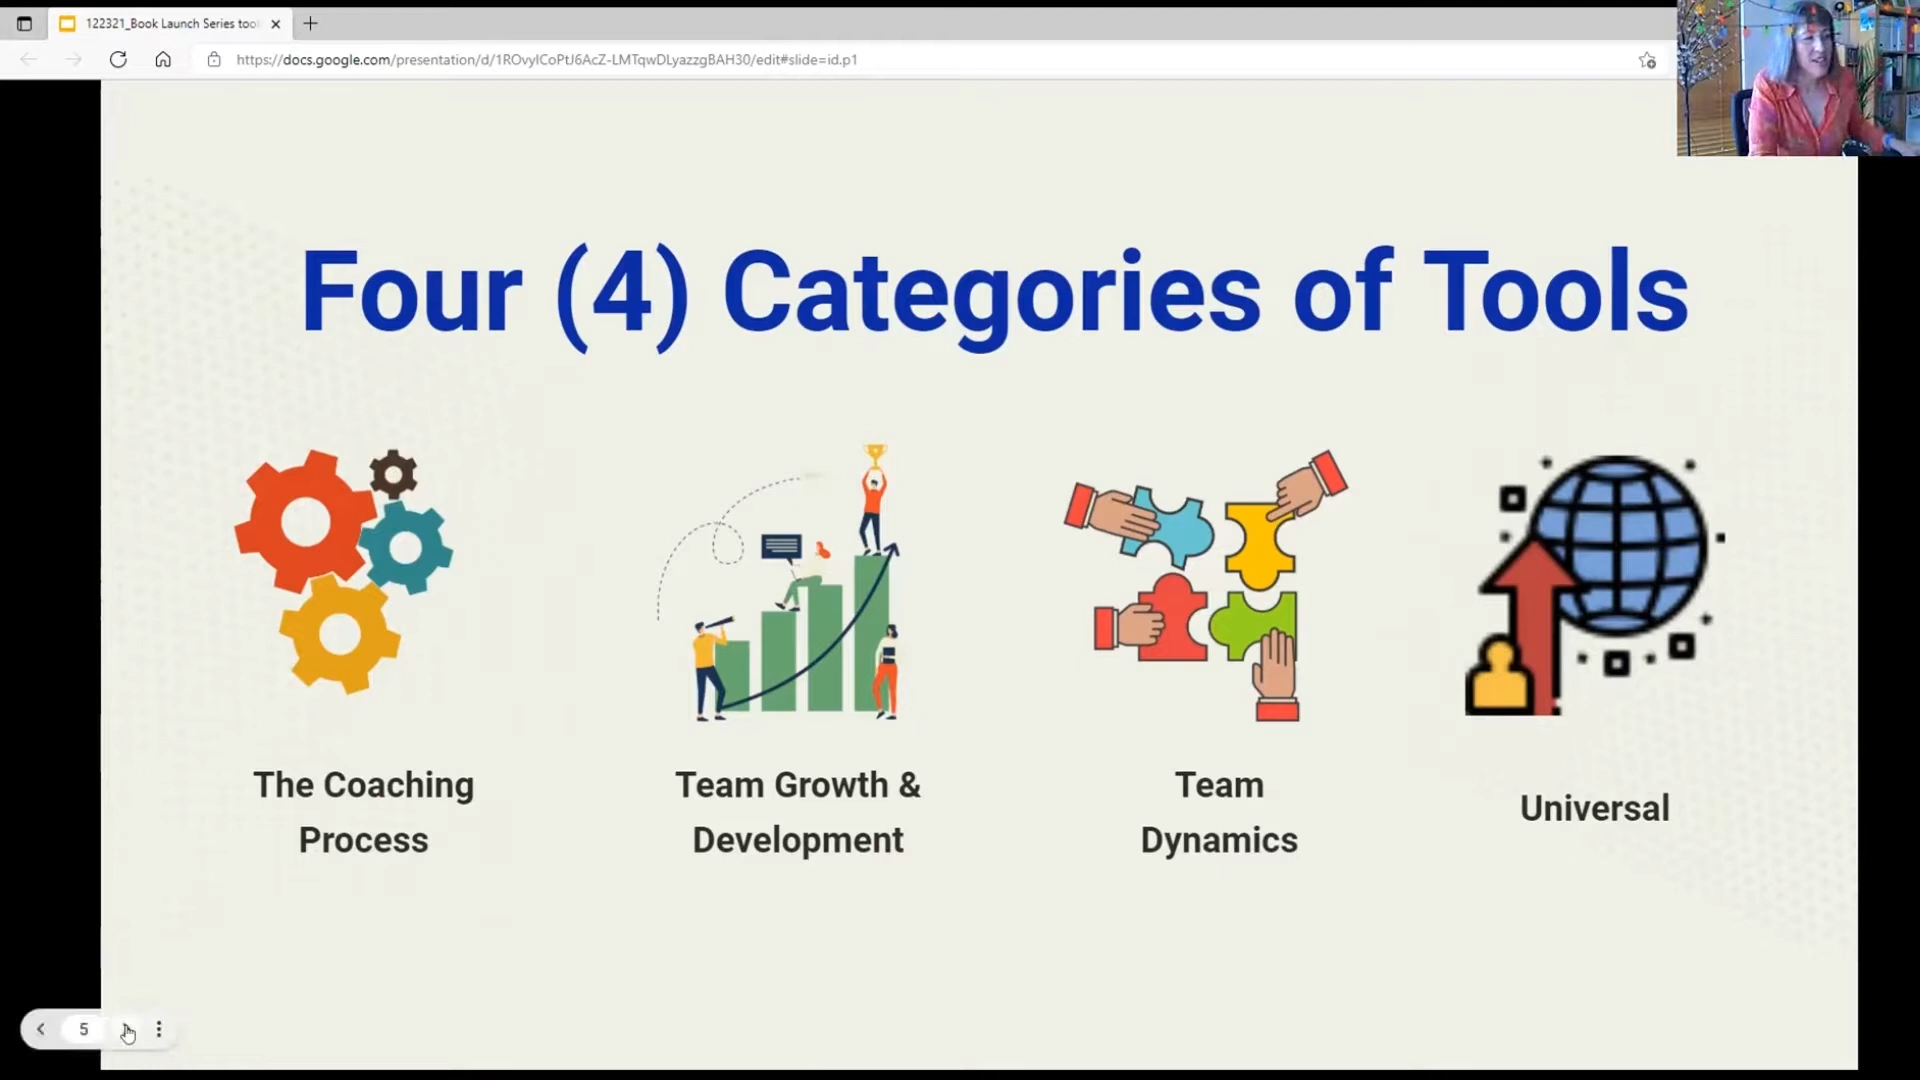 122321_Book Launch Series too
https://docs.google.com/presentation/d/1ROvyICoPtJ6AcZ-LMTqwDLyazzgBAH30/edit#slide=id.p1
Four (4) Categories of Tools
The Coaching
Process
Team Growth &
Development
Team
Dynamics
Universal
5